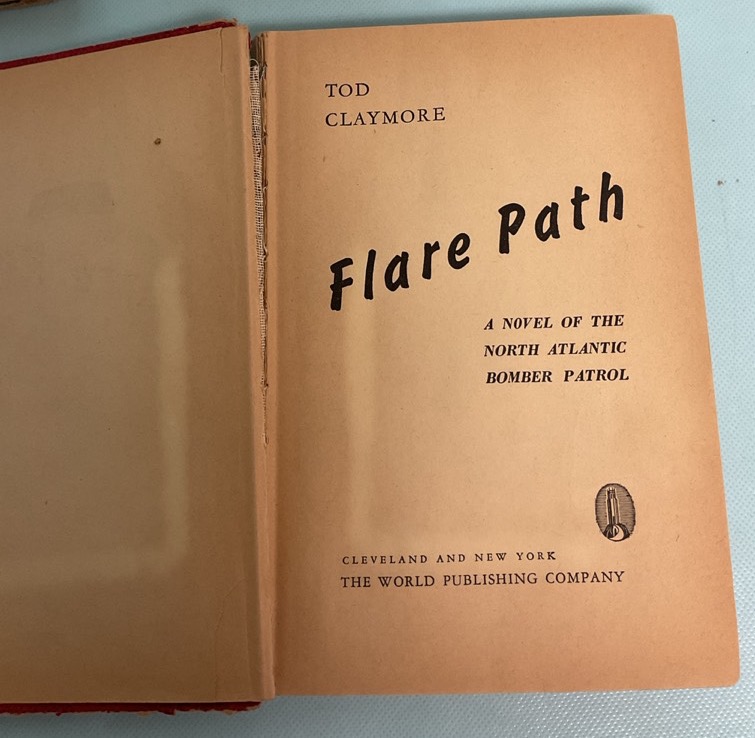 TOD
CLAYMORE
Flare Path
A NOVEL OF THE
NORTH ATLANTIC
BOMBER PATROL
CLEVELAND AND NEW YORK
THE WORLD PUBLISHING COMPANY